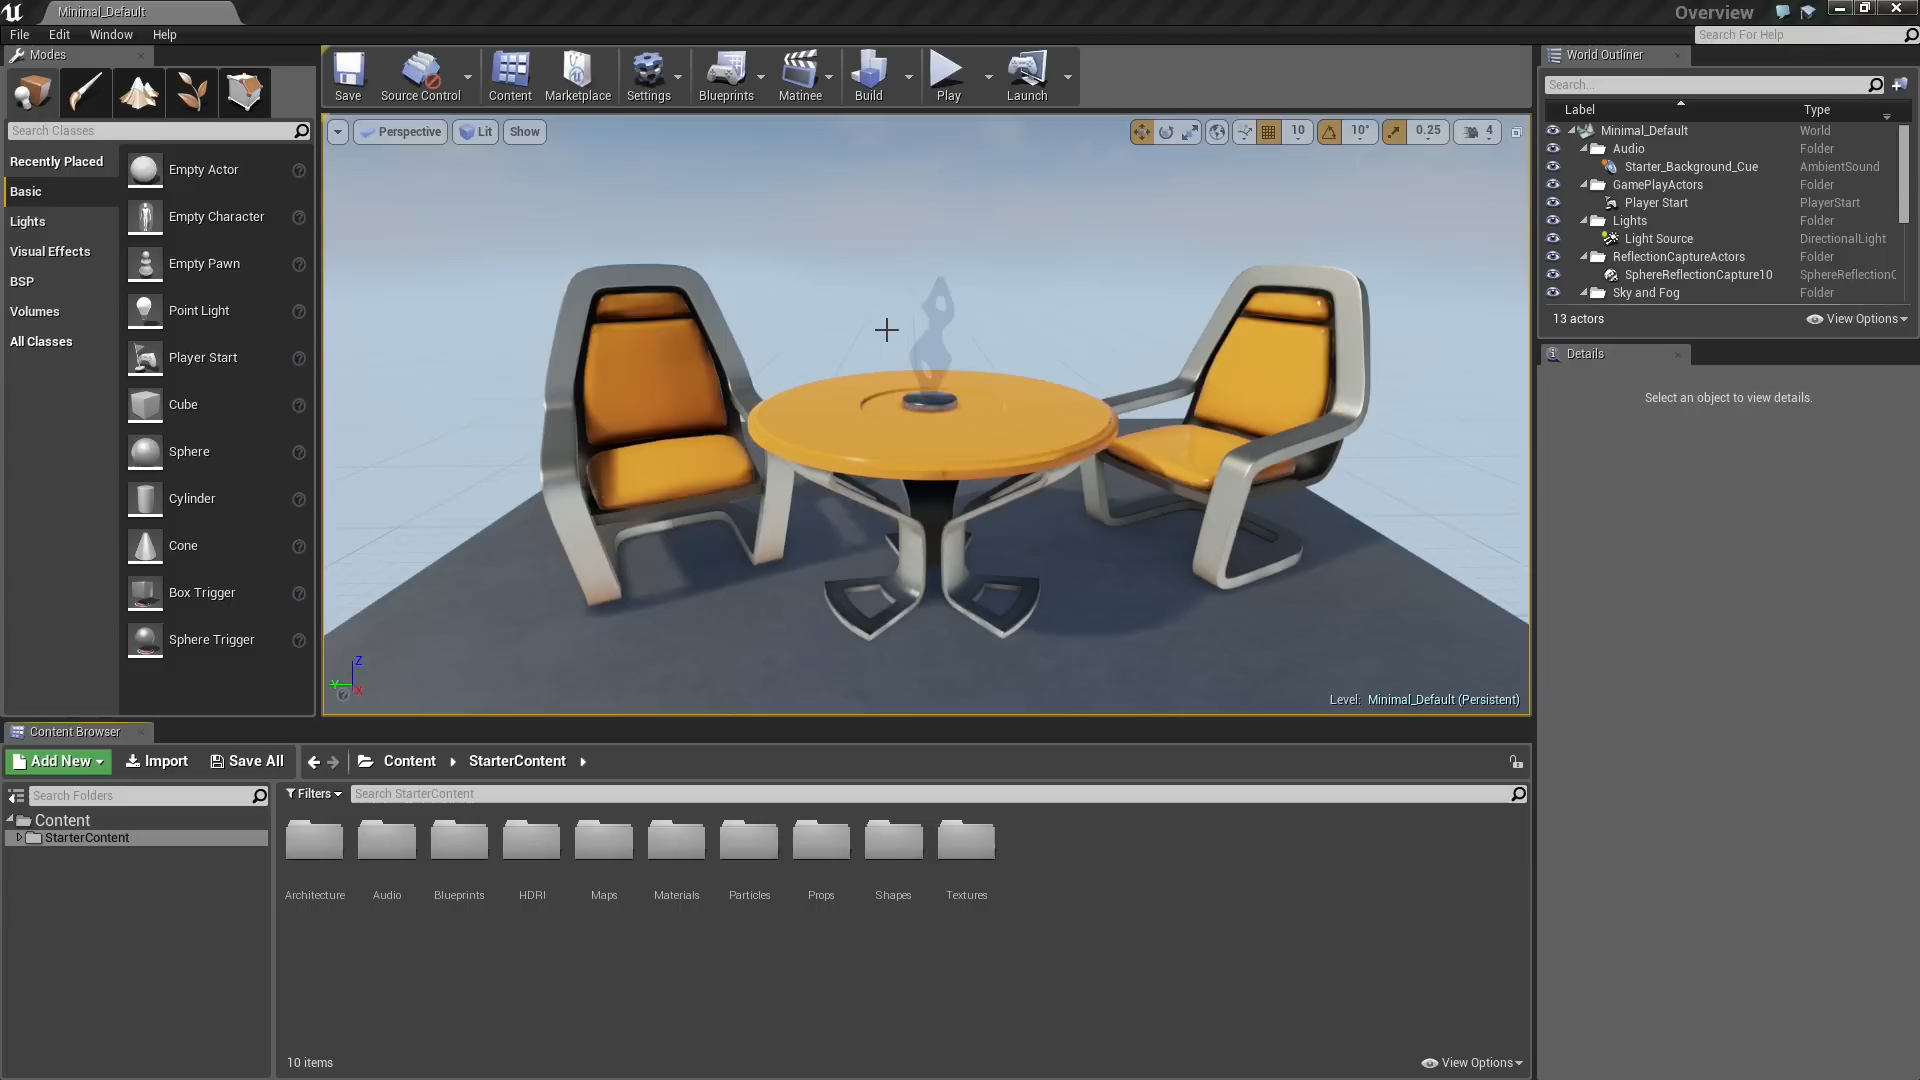 Minimal_Default
Overview
File Edit Window Help
Search For Help
Modes
Save Source Control Content Marketplace Settings Blueprints Matinee Build Play Launch
World Outliner
Search...
Label Type
Search Classes
Perspective Lit Show 10 10° 0.25 4
Recently Placed
Basic
Lights
Visual Effects
BSP
Volumes
All Classes
Empty Actor
Empty Character
Empty Pawn
Point Light
Player Start
Cube
Sphere
Cylinder
Cone
Box Trigger
Sphere Trigger
Minimal_Default World
Audio Folder
Starter_Background_Cue AmbientSound
GamePlayActors Folder
Player Start PlayerStart
Lights Folder
Light Source DirectionalLight
ReflectionCaptureActors Folder
SphereReflectionCapture10 SphereReflectionC
Sky and Fog Folder
13 actors View Options
Details
Select an object to view details.
Z
Y X
Level: Minimal_Default (Persistent)
Content Browser
Add New Import Save All Content StarterContent
Search Folders
Filters Search StarterContent
Content
StarterContent
Architecture Audio Blueprints HDRI Maps Materials Particles Props Shapes Textures
10 items View Options